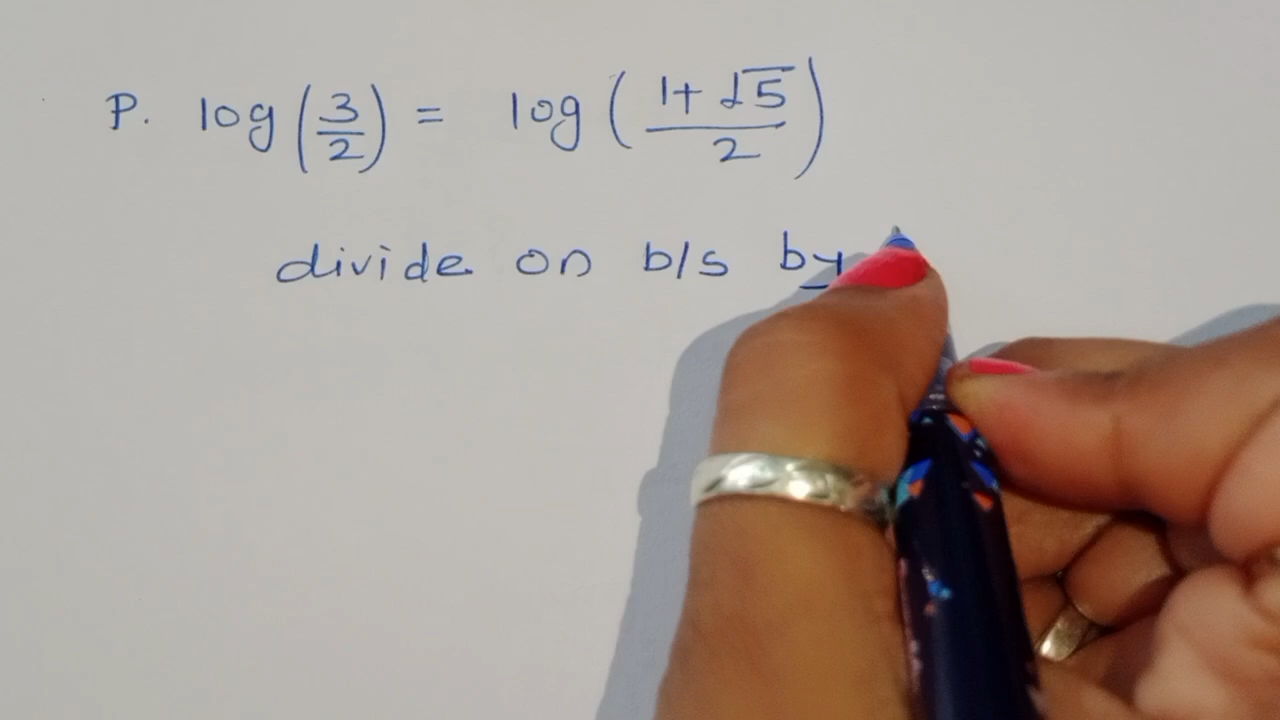 P. log(3/2) = log((1+√5)/2)
divide on b/s by